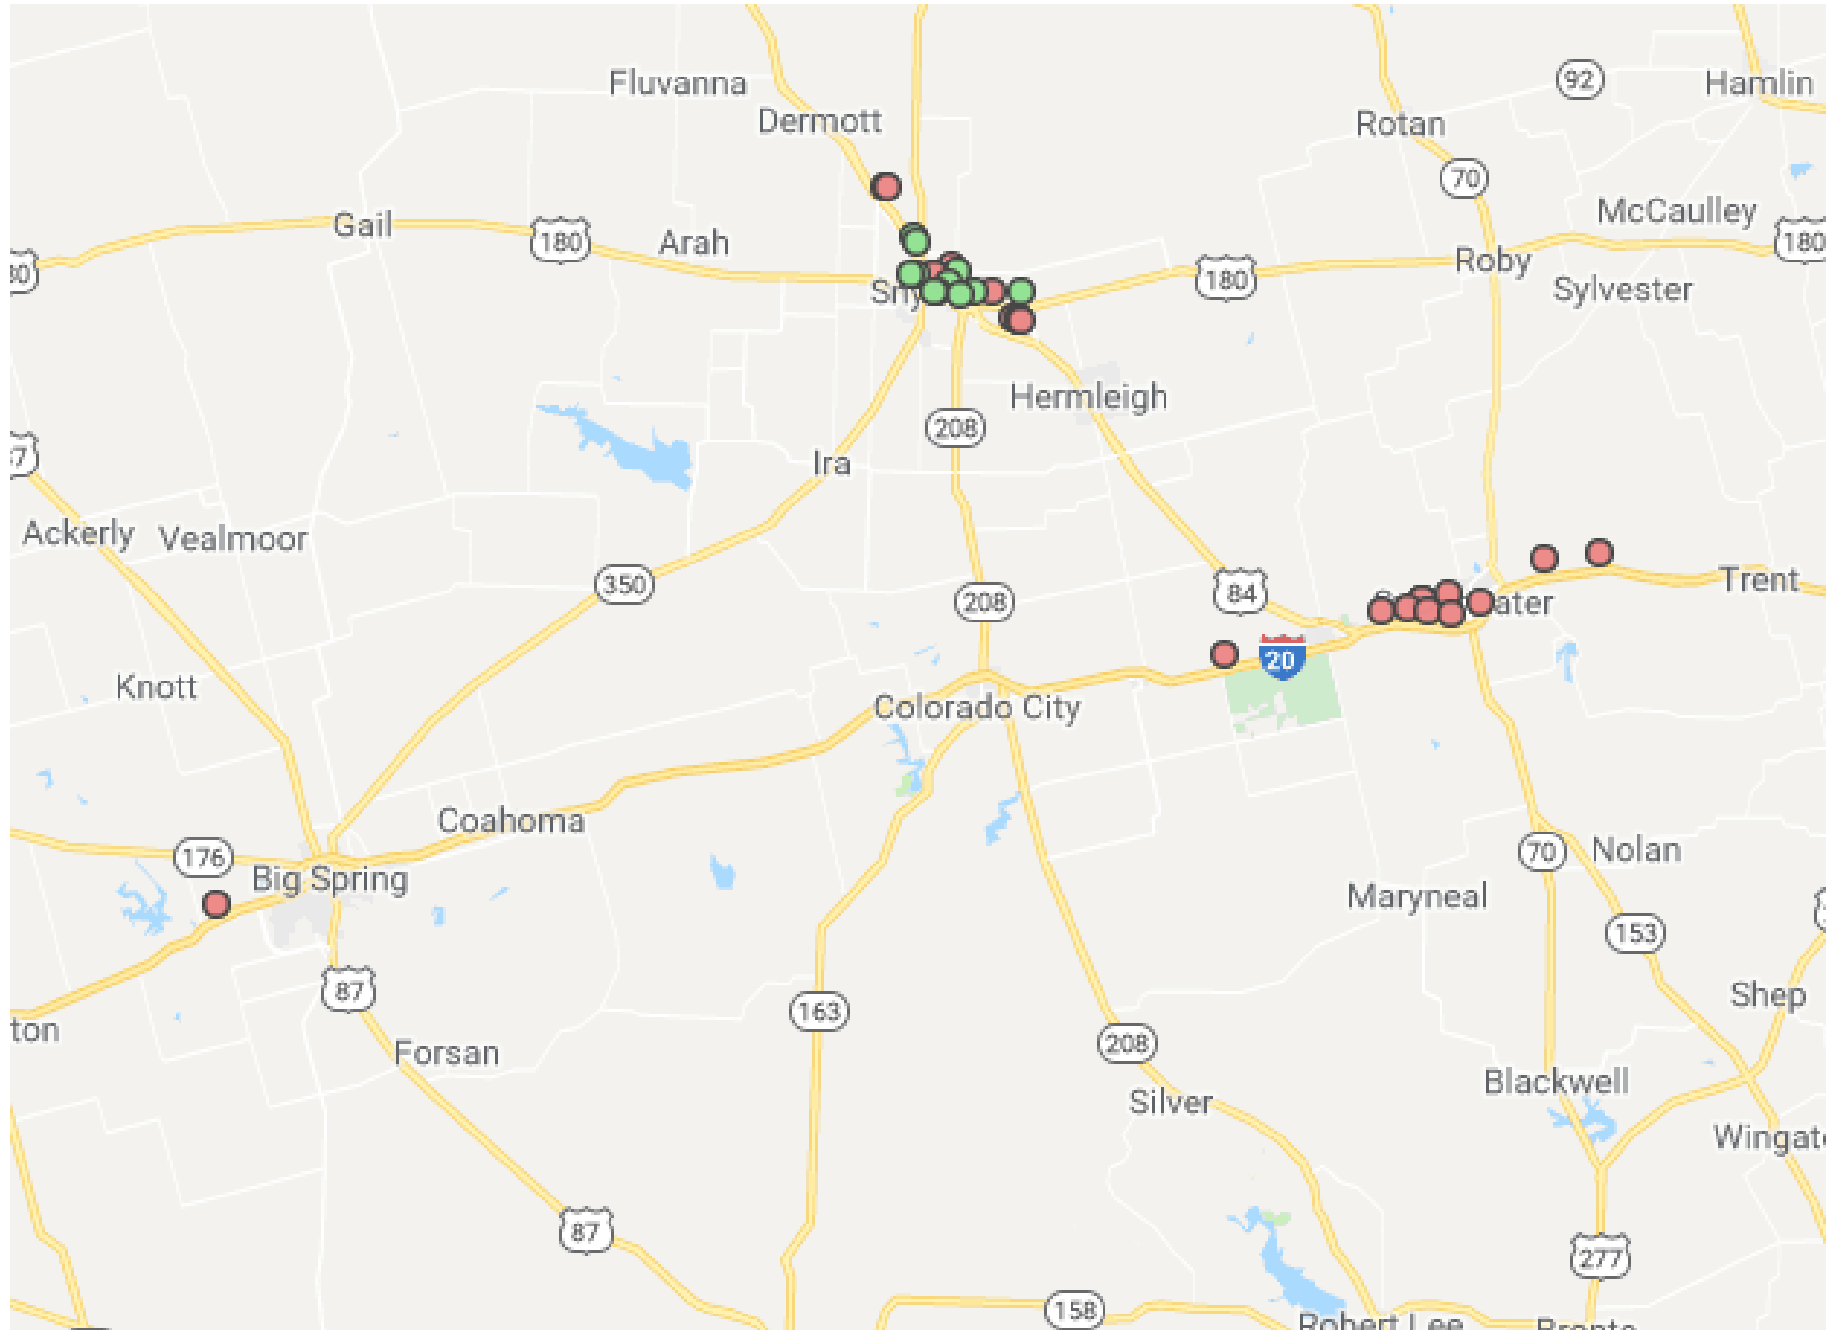 Fluvanna
92
Hamlin
Dermott
Rotan
70
McCaulley
Gail
180
Arah
180
Roby
180
Sylvester
Hermleigh
208
Ira
Ackerly
Vealmoor
350
208
84
Trent
20
Knott
Colorado City
Coahoma
176
Big Spring
70
Nolan
Maryneal
153
87
Shep
163
ton
208
Forsan
Blackwell
Silver
Wingate
87
277
158
Robert Lee